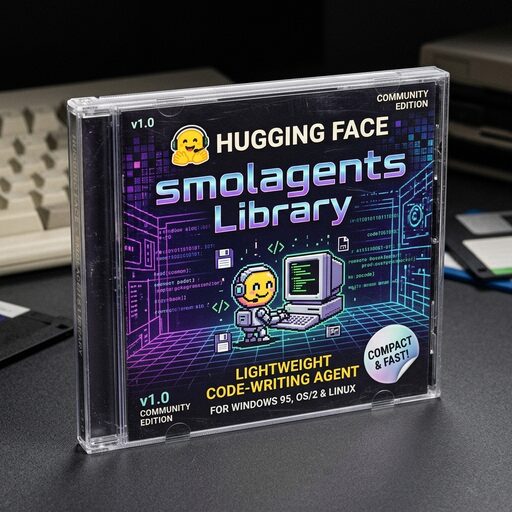 v1.0
COMMUNITY
EDITION
HUGGING FACE
smolagents
Library
</>
</>
</>
LIGHTWEIGHT
CODE-WRITING AGENT
FOR WINDOWS 95, OS/2 & LINUX
COMPACT
& FAST!
v1.0
COMMUNITY
EDITION